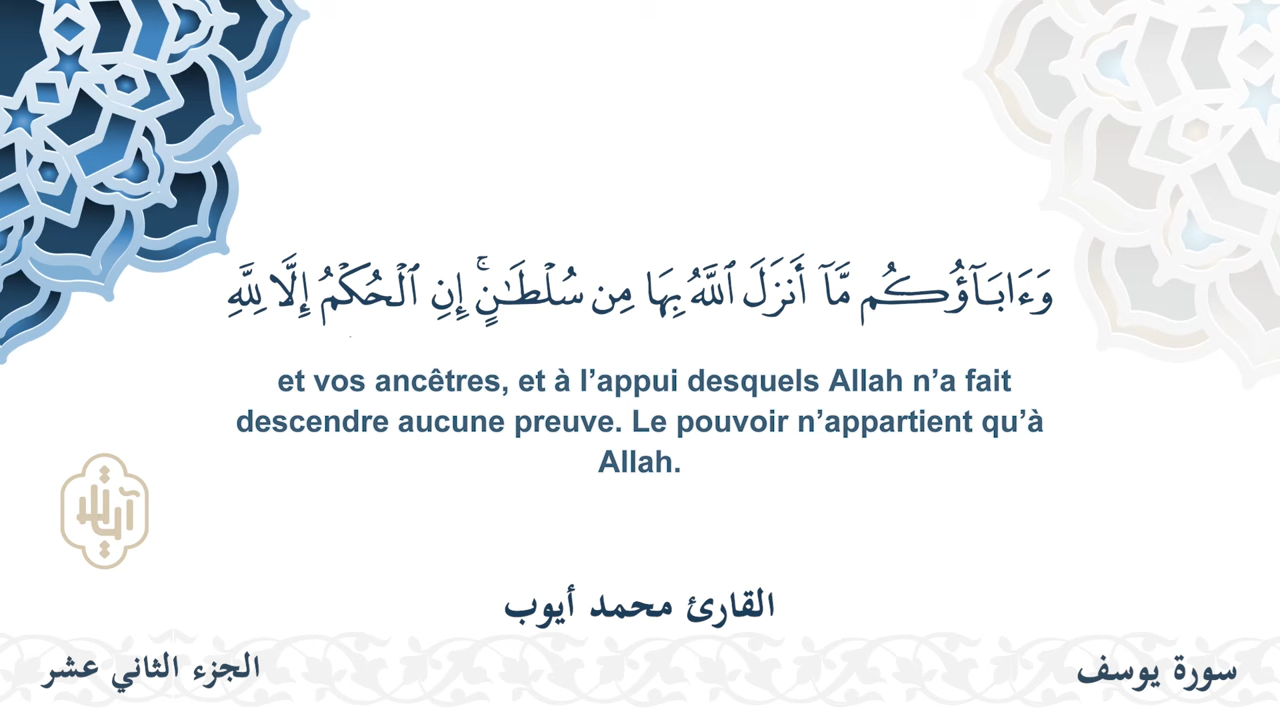 وَءَابَآؤُكُم مَّآ أَنزَلَ ٱللَّهُ بِهَا مِن سُلْطَـٰنٍۚ إِنِ ٱلْحُكْمُ إِلَّا لِلَّهِ
et vos ancêtres, et à l’appui desquels Allah n’a fait
descendre aucune preuve. Le pouvoir n’appartient qu’à
Allah.
آيات
القارئ محمد أيوب
سورة يوسف
الجزء الثاني عشر